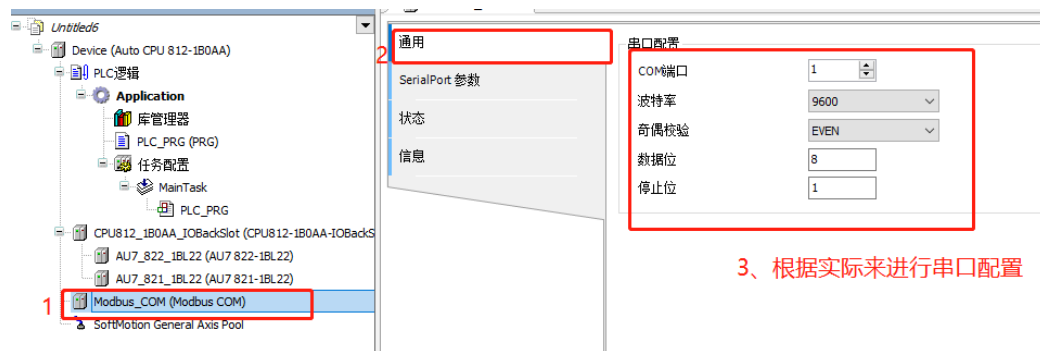 Untitled6
Device (Auto CPU 812-1B0AA)
PLC逻辑
Application
库管理器
PLC_PRG (PRG)
任务配置
MainTask
PLC_PRG
CPU812_1B0AA_IOBackSlot (CPU812-1B0AA-IOBackS
AU7_822_1BL22 (AU7 822-1BL22)
AU7_821_1BL22 (AU7 821-1BL22)
1
Modbus_COM (Modbus COM)
SoftMotion General Axis Pool
2
通用
SerialPort 参数
状态
信息
串口配置
COM端口 1
波特率 9600
奇偶校验 EVEN
数据位 8
停止位 1
3、根据实际来进行串口配置